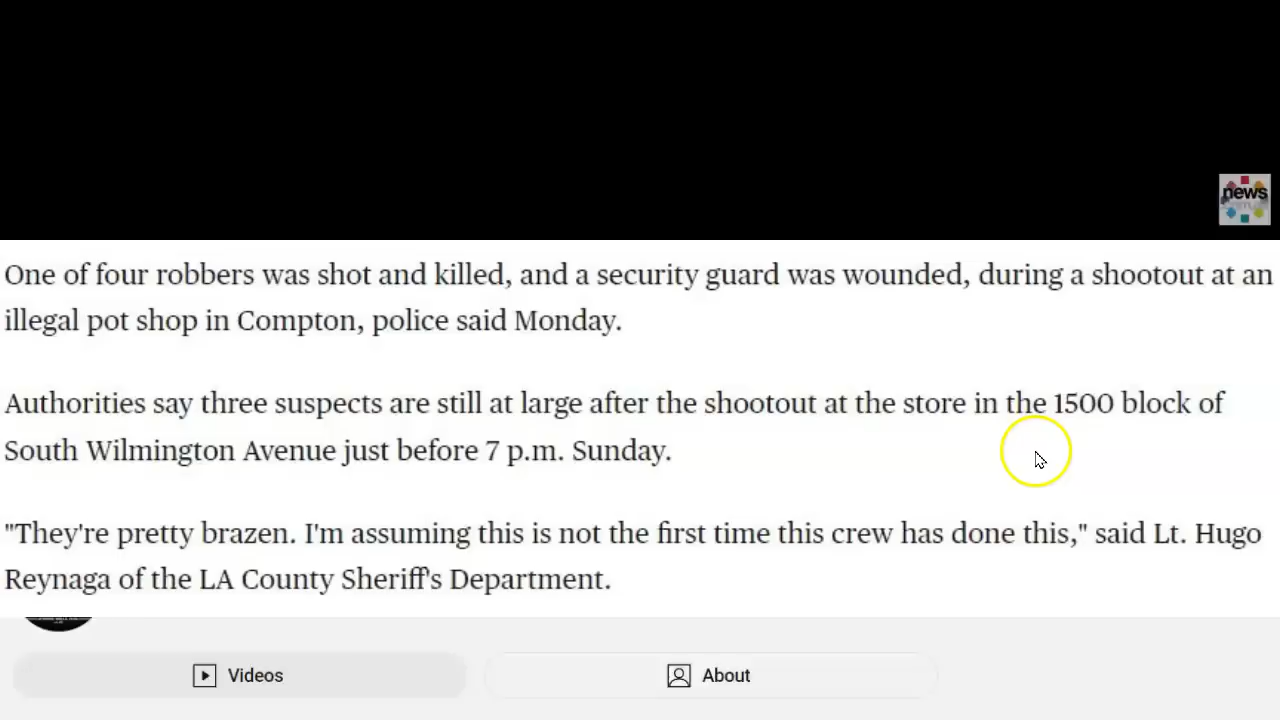 news
One of four robbers was shot and killed, and a security guard was wounded, during a shootout at an
illegal pot shop in Compton, police said Monday.
Authorities say three suspects are still at large after the shootout at the store in the 1500 block of
South Wilmington Avenue just before 7 p.m. Sunday.
"They're pretty brazen. I'm assuming this is not the first time this crew has done this," said Lt. Hugo
Reynaga of the LA County Sheriff's Department.
Videos
About